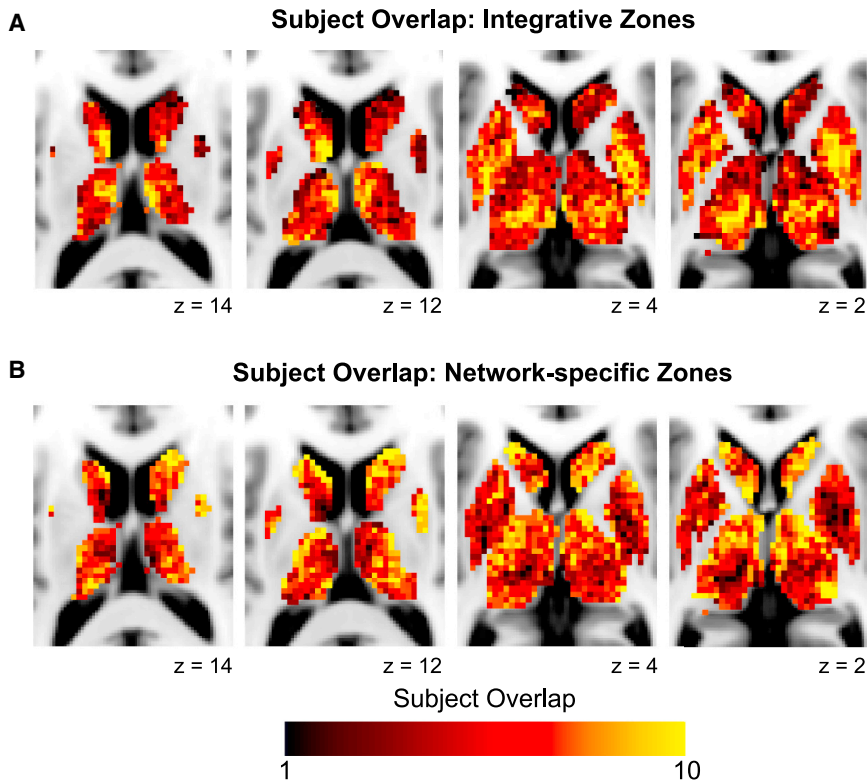 A
Subject Overlap: Integrative Zones
z = 14
z = 12
z = 4
z = 2
B
Subject Overlap: Network-specific Zones
z = 14
z = 12
z = 4
z = 2
Subject Overlap
1
10